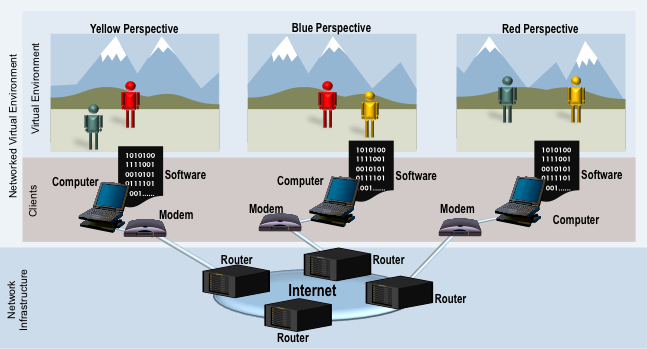 Yellow Perspective
Blue Perspective
Red Perspective
Networked Virtual Environment
Virtual Environment
1010100
1111001
0010101
0111101
001......
Computer
Software
Modem
1010100
1111001
0010101
0111101
001......
Computer
Software
Modem
1010100
1111001
0010101
0111101
001......
Software
Modem
Computer
Clients
Network
Infrastructure
Router
Router
Internet
Router
Router